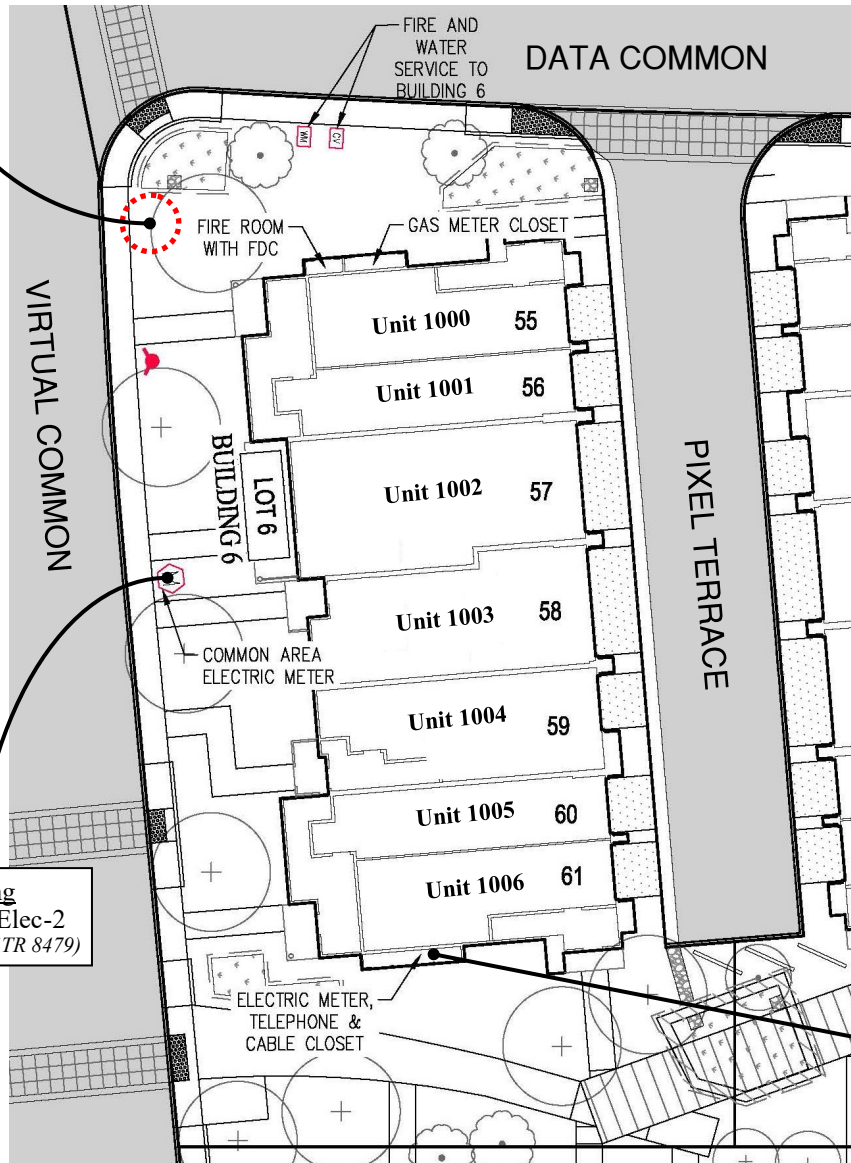 FIRE AND
WATER
SERVICE TO
BUILDING 6
DATA COMMON
WM
CV
FIRE ROOM
WITH FDC
GAS METER CLOSET
VIRTUAL COMMON
Unit 1000 55
Unit 1001 56
BUILDING 6
LOT 6
Unit 1002 57
PIXEL TERRACE
Unit 1003 58
COMMON AREA
ELECTRIC METER
Unit 1004 59
Unit 1005 60
Unit 1006 61
Elec-2
TR 8479)
ELECTRIC METER,
TELEPHONE &
CABLE CLOSET